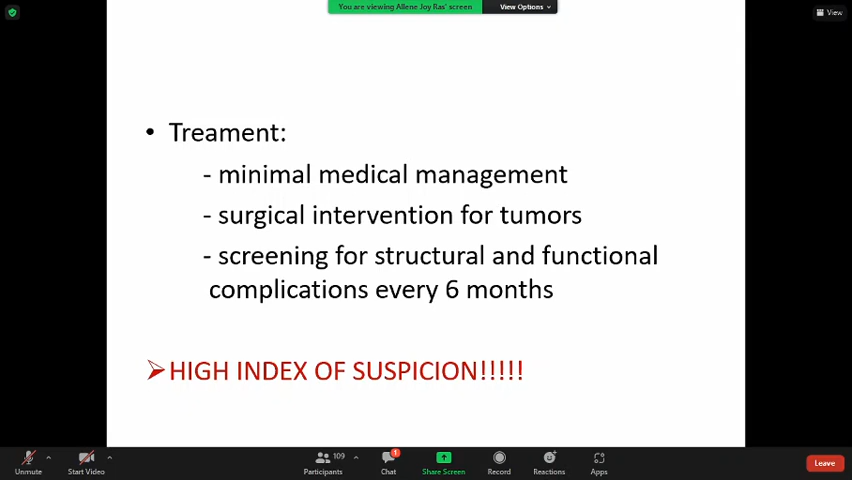 You are viewing Allene Joy Ras' screen View Options
View
• Treament:
- minimal medical management
- surgical intervention for tumors
- screening for structural and functional
complications every 6 months
➢HIGH INDEX OF SUSPICION!!!!!
109
1
Unmute Start Video Participants Chat Share Screen Record Reactions Apps Leave